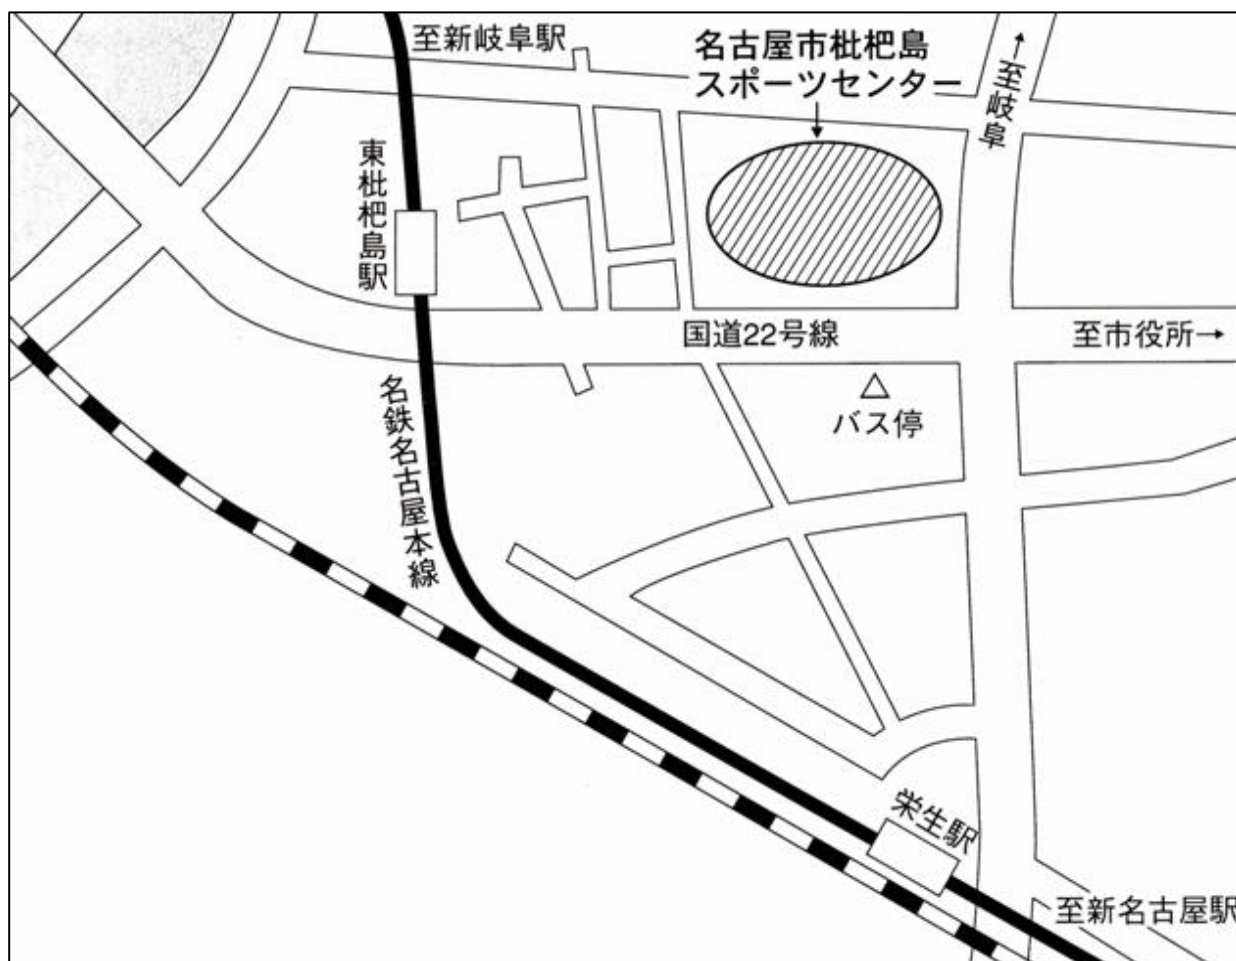 至新岐阜駅
名古屋市枇杷島
スポーツセンター
↑至岐阜
東枇杷島駅
国道22号線
至市役所→
バス停
名鉄名古屋本線
栄生駅
至新名古屋駅